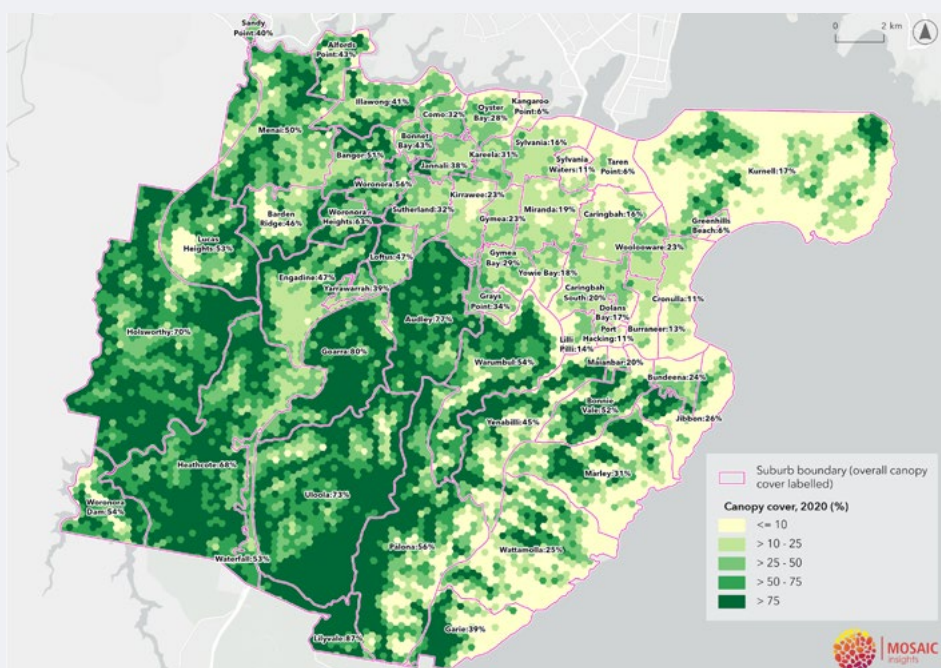 Sandy
Point:40%
Alfords
Point:43%
0 2 km
Illawong:41%
Como:32%
Oyster
Bay:28%
Kangaroo
Point:6%
Menai:50%
Bonnet
Bay:43%
Sylvania:16%
Bangor:51%
Jannali:38%
Kareela:31%
Sylvania
Waters:11%
Taren
Point:6%
Kurnell:17%
Woronora:56%
Kirrawee:23%
Barden
Ridge:46%
Woronora
Heights:63%
Sutherland:32%
Gymea:23%
Miranda:19%
Caringbah:16%
Greenhills
Beach:6%
Lucas
Heights:53%
Loftus:47%
Gymea
Bay:29%
Woolooware:23%
Engadine:47%
Yarrawarrah:39%
Yowie Bay:18%
Caringbah
South:20%
Cronulla:11%
Holsworthy:70%
Audley:77%
Grays
Point:34%
Dolans
Bay:17%
Port
Hacking:11%
Burraneer:13%
Goarra:80%
Lilli
Pilli:14%
Warumbul:54%
Maianbar:20%
Bundeena:24%
Bonnie
Vale:52%
Jibbon:26%
Yenabilli:45%
Heathcote:68%
Marley:31%
Uloola:73%
Woronora
Dam:54%
Palona:56%
Wattamolla:25%
Waterfall:53%
Garie:39%
Lilyvale:87%
Suburb boundary (overall canopy
cover labelled)
Canopy cover, 2020 (%)
<= 10
> 10 - 25
> 25 - 50
> 50 - 75
> 75
MOSAIC
insights